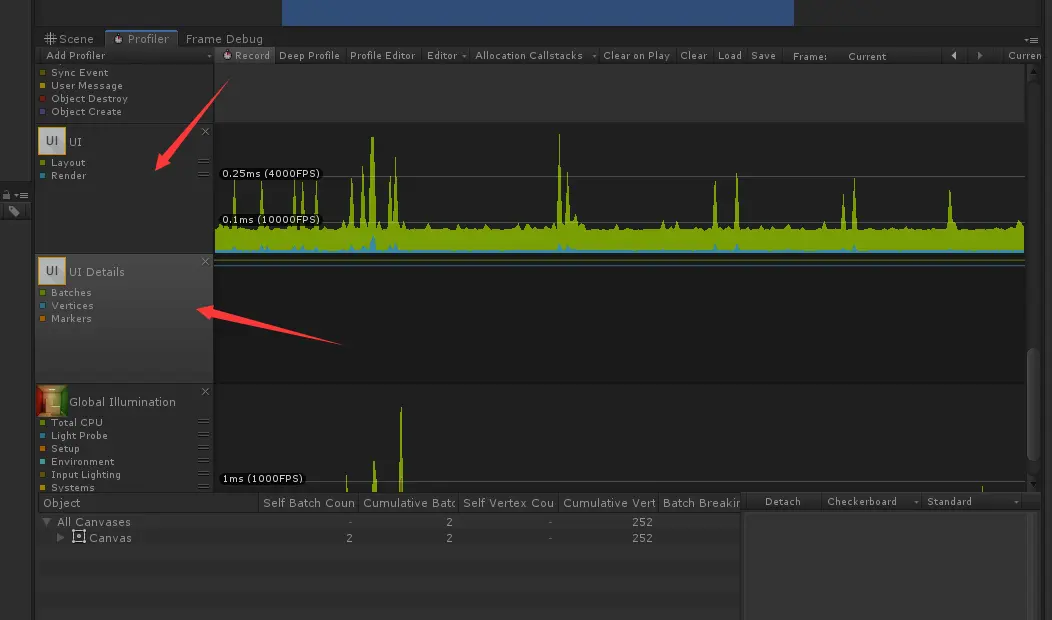 Scene Profiler Frame Debug
Add Profiler Record Deep Profile Profile Editor Editor Allocation Callstacks Clear on Play Clear Load Save Frame: Current Curren
Sync Event
User Message
Object Destroy
Object Create
UI UI
Layout
Render
0.25ms (4000FPS)
0.1ms (10000FPS)
UI UI Details
Batches
Vertices
Markers
Global Illumination
Total CPU
Light Probe
Setup
Environment
Input Lighting
Systems
1ms (1000FPS)
Object Self Batch Coun Cumulative Batc Self Vertex Cou Cumulative Vert Batch Breakin Detach Checkerboard Standard
All Canvases - 2 - 252
Canvas 2 2 - 252